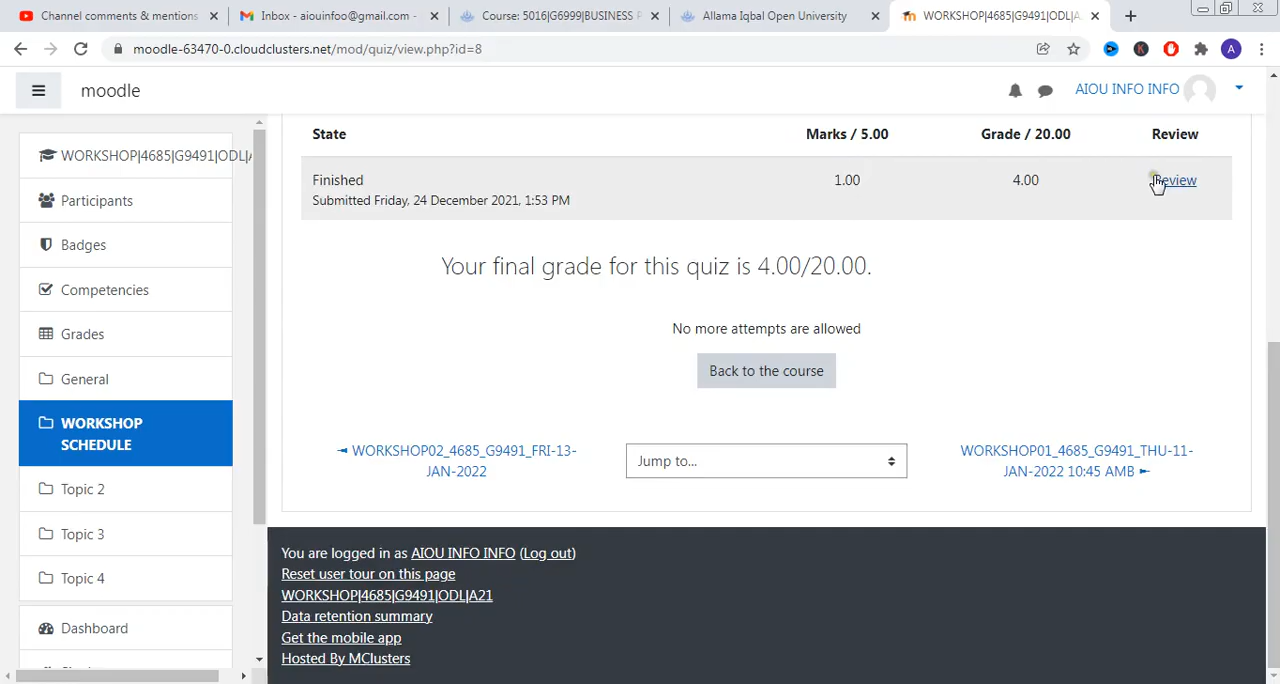 Channel comments & mentions
Inbox - aiouinfoo@gmail.com -
Course: 5016|G6999|BUSINESS P
Allama Iqbal Open University
WORKSHOP|4685|G9491|ODL|A
moodle-63470-0.cloudclusters.net/mod/quiz/view.php?id=8
K
A
moodle
AIOU INFO INFO
WORKSHOP|4685|G9491|ODL|A
Participants
Badges
Competencies
Grades
General
WORKSHOP
SCHEDULE
Topic 2
Topic 3
Topic 4
Dashboard
State Marks / 5.00 Grade / 20.00 Review
Finished 1.00 4.00 Review
Submitted Friday, 24 December 2021, 1:53 PM
Your final grade for this quiz is 4.00/20.00.
No more attempts are allowed
Back to the course
◄ WORKSHOP02_4685_G9491_FRI-13-
JAN-2022
Jump to...
WORKSHOP01_4685_G9491_THU-11-
JAN-2022 10:45 AMB ►
You are logged in as AIOU INFO INFO (Log out)
Reset user tour on this page
WORKSHOP|4685|G9491|ODL|A21
Data retention summary
Get the mobile app
Hosted By MClusters